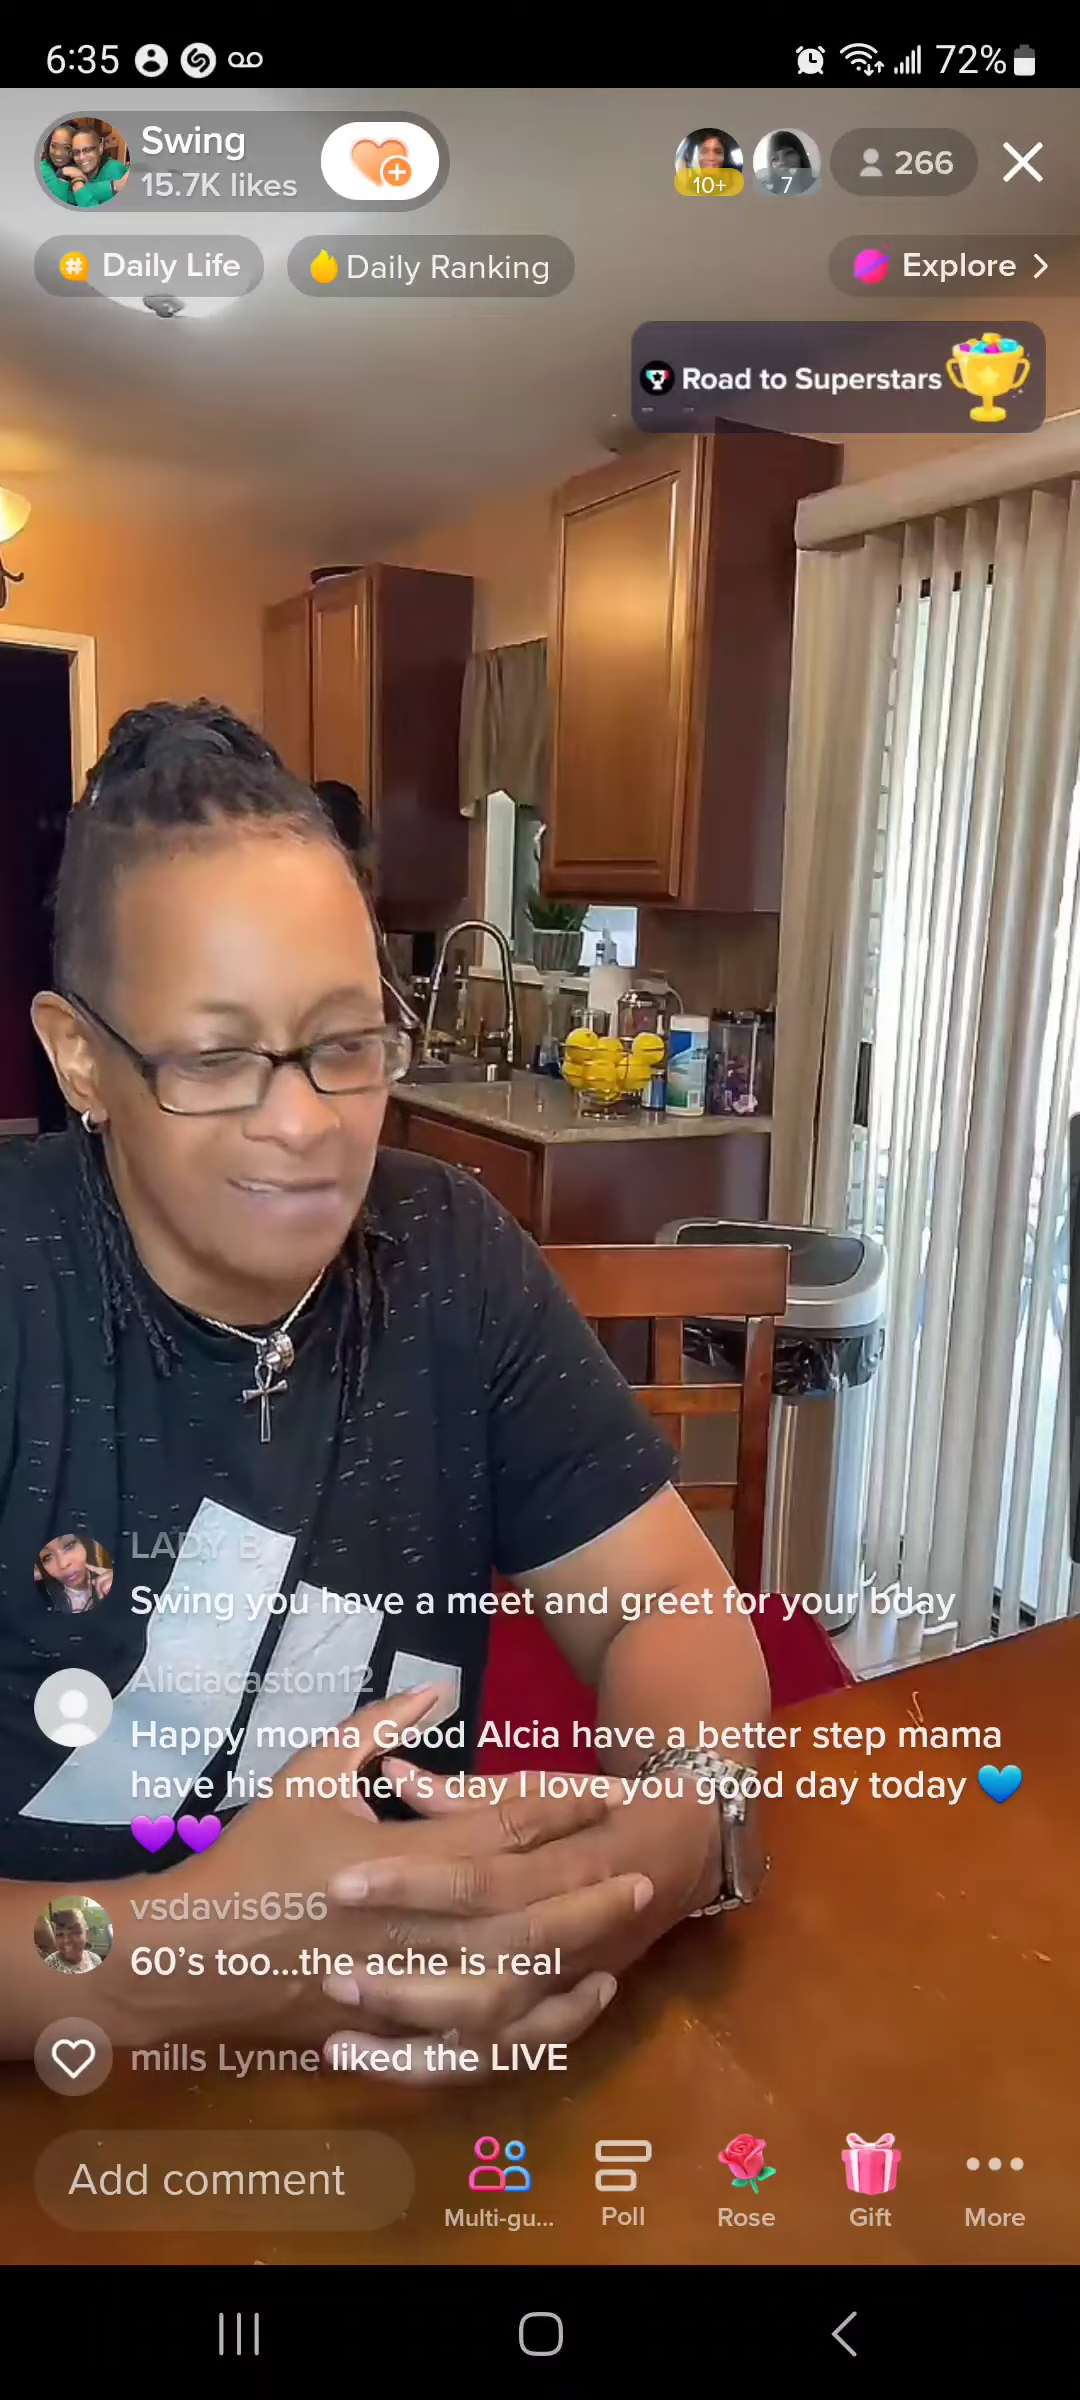 6:35
72%
Swing
15.7K likes
10+
7
266
Daily Life
Daily Ranking
Explore
Road to Superstars
LADY B
Swing you have a meet and greet for your bday
Aliciacaston12
Happy moma Good Alcia have a better step mama
have his mother's day I love you good day today 💙
💜💜
vsdavis656
60’s too...the ache is real
mills Lynne liked the LIVE
Add comment
Multi-gu...
Poll
Rose
Gift
More